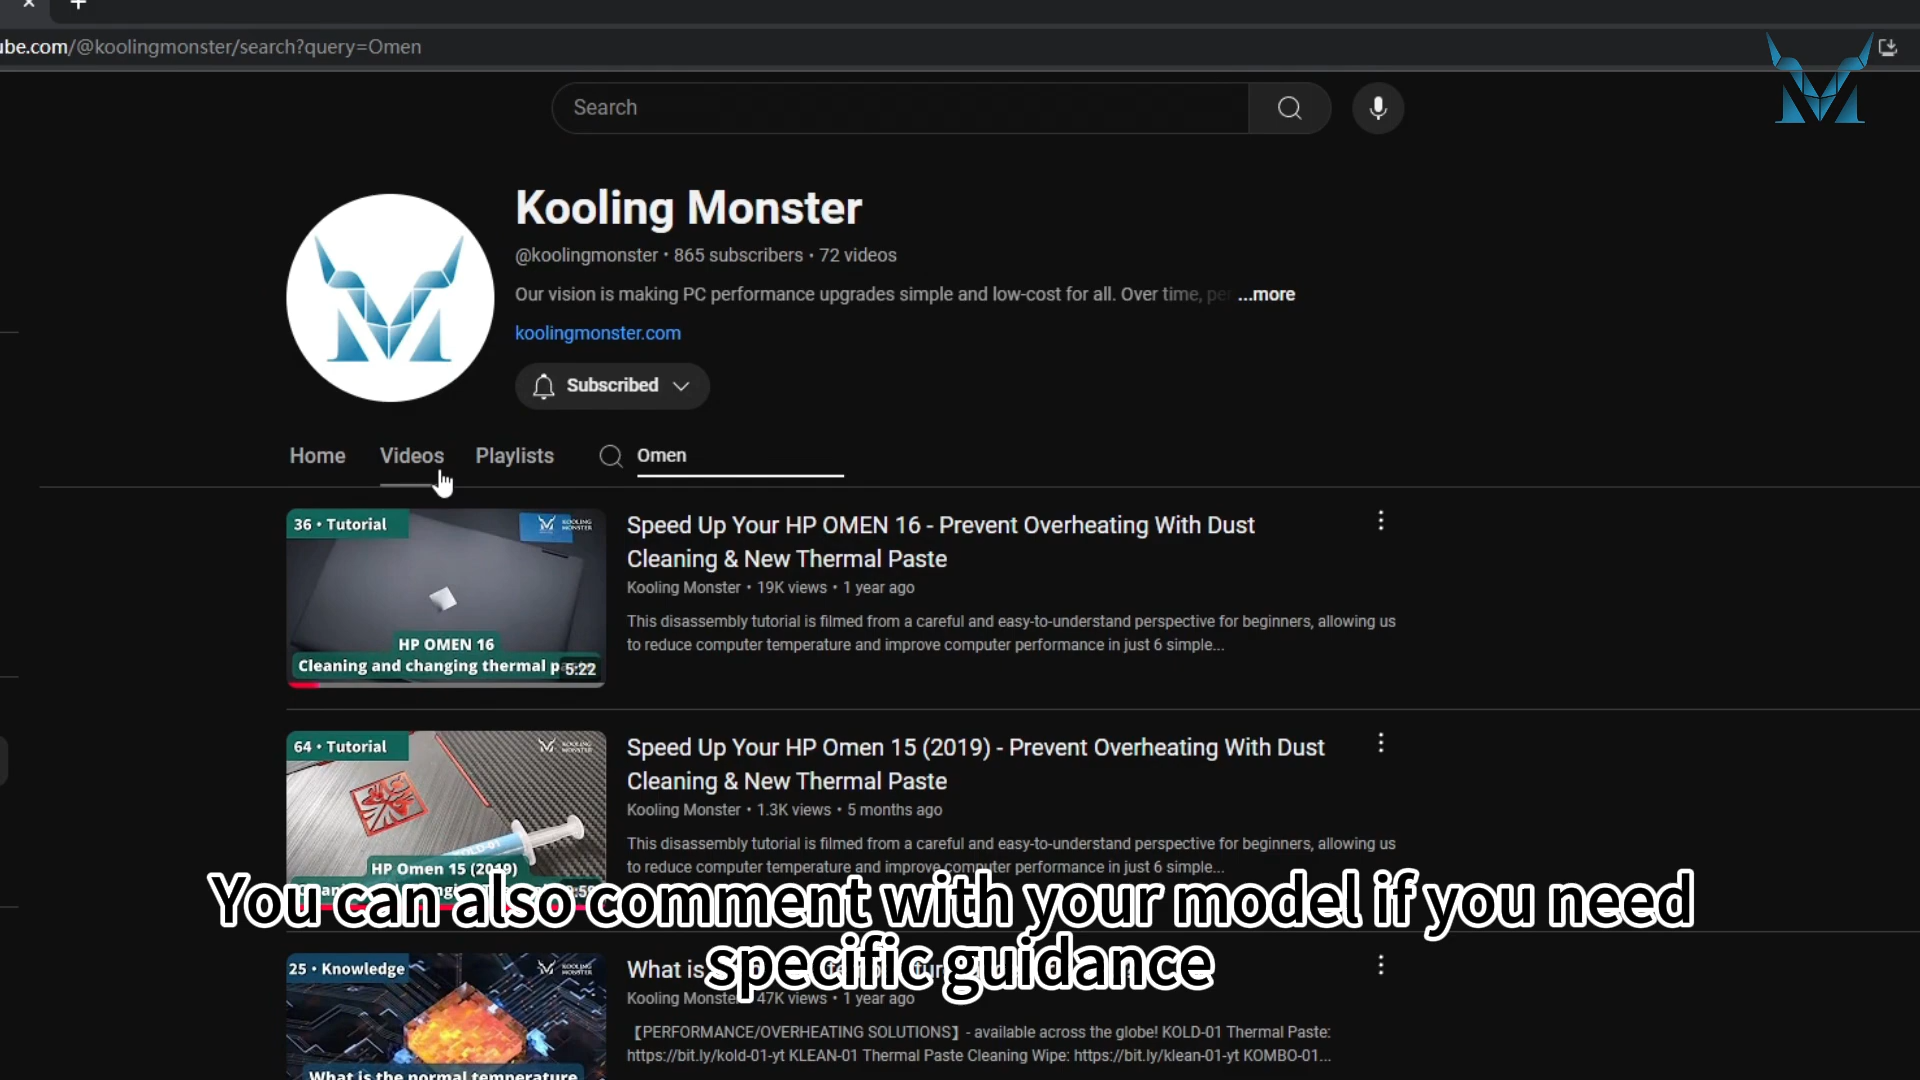 ube.com/@koolingmonster/search?query=Omen
Search
Kooling Monster
@koolingmonster • 865 subscribers • 72 videos
Our vision is making PC performance upgrades simple and low-cost for all. Over time, ...more
koolingmonster.com
Subscribed
Home Videos Playlists Omen
36 • Tutorial
KOOLING MONSTER
HP OMEN 16
Cleaning and changing thermal
5:22
Speed Up Your HP OMEN 16 - Prevent Overheating With Dust
Cleaning & New Thermal Paste
Kooling Monster • 19K views • 1 year ago
This disassembly tutorial is filmed from a careful and easy-to-understand perspective for beginners, allowing us
to reduce computer temperature and improve computer performance in just 6 simple...
64 • Tutorial
KOOLING MONSTER
KOLD-01
HP Omen 15 (2019)
Speed Up Your HP Omen 15 (2019) - Prevent Overheating With Dust
Cleaning & New Thermal Paste
Kooling Monster • 1.3K views • 5 months ago
This disassembly tutorial is filmed from a careful and easy-to-understand perspective for beginners, allowing us
to reduce computer temperature and improve computer performance in just 6 simple...
You can also comment with your model if you need
specific guidance
25 • Knowledge
KOOLING MONSTER
What is the normal temperature
What is
Kooling Monster 47K views • 1 year ago
【PERFORMANCE/OVERHEATING SOLUTIONS】- available across the globe! KOLD-01 Thermal Paste:
https://bit.ly/kold-01-yt KLEAN-01 Thermal Paste Cleaning Wipe: https://bit.ly/klean-01-yt KOMBO-01...